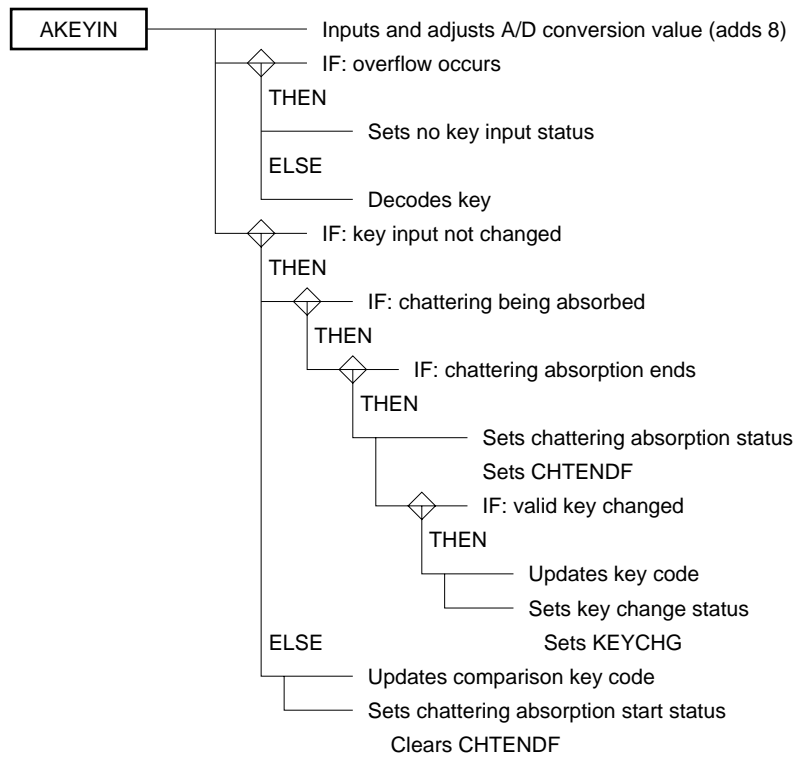 AKEYIN
Inputs and adjusts A/D conversion value (adds 8)
IF: overflow occurs
THEN
Sets no key input status
ELSE
Decodes key
IF: key input not changed
THEN
IF: chattering being absorbed
THEN
IF: chattering absorption ends
THEN
Sets chattering absorption status
Sets CHTENDF
IF: valid key changed
THEN
Updates key code
Sets key change status
Sets KEYCHG
ELSE
Updates comparison key code
Sets chattering absorption start status
Clears CHTENDF